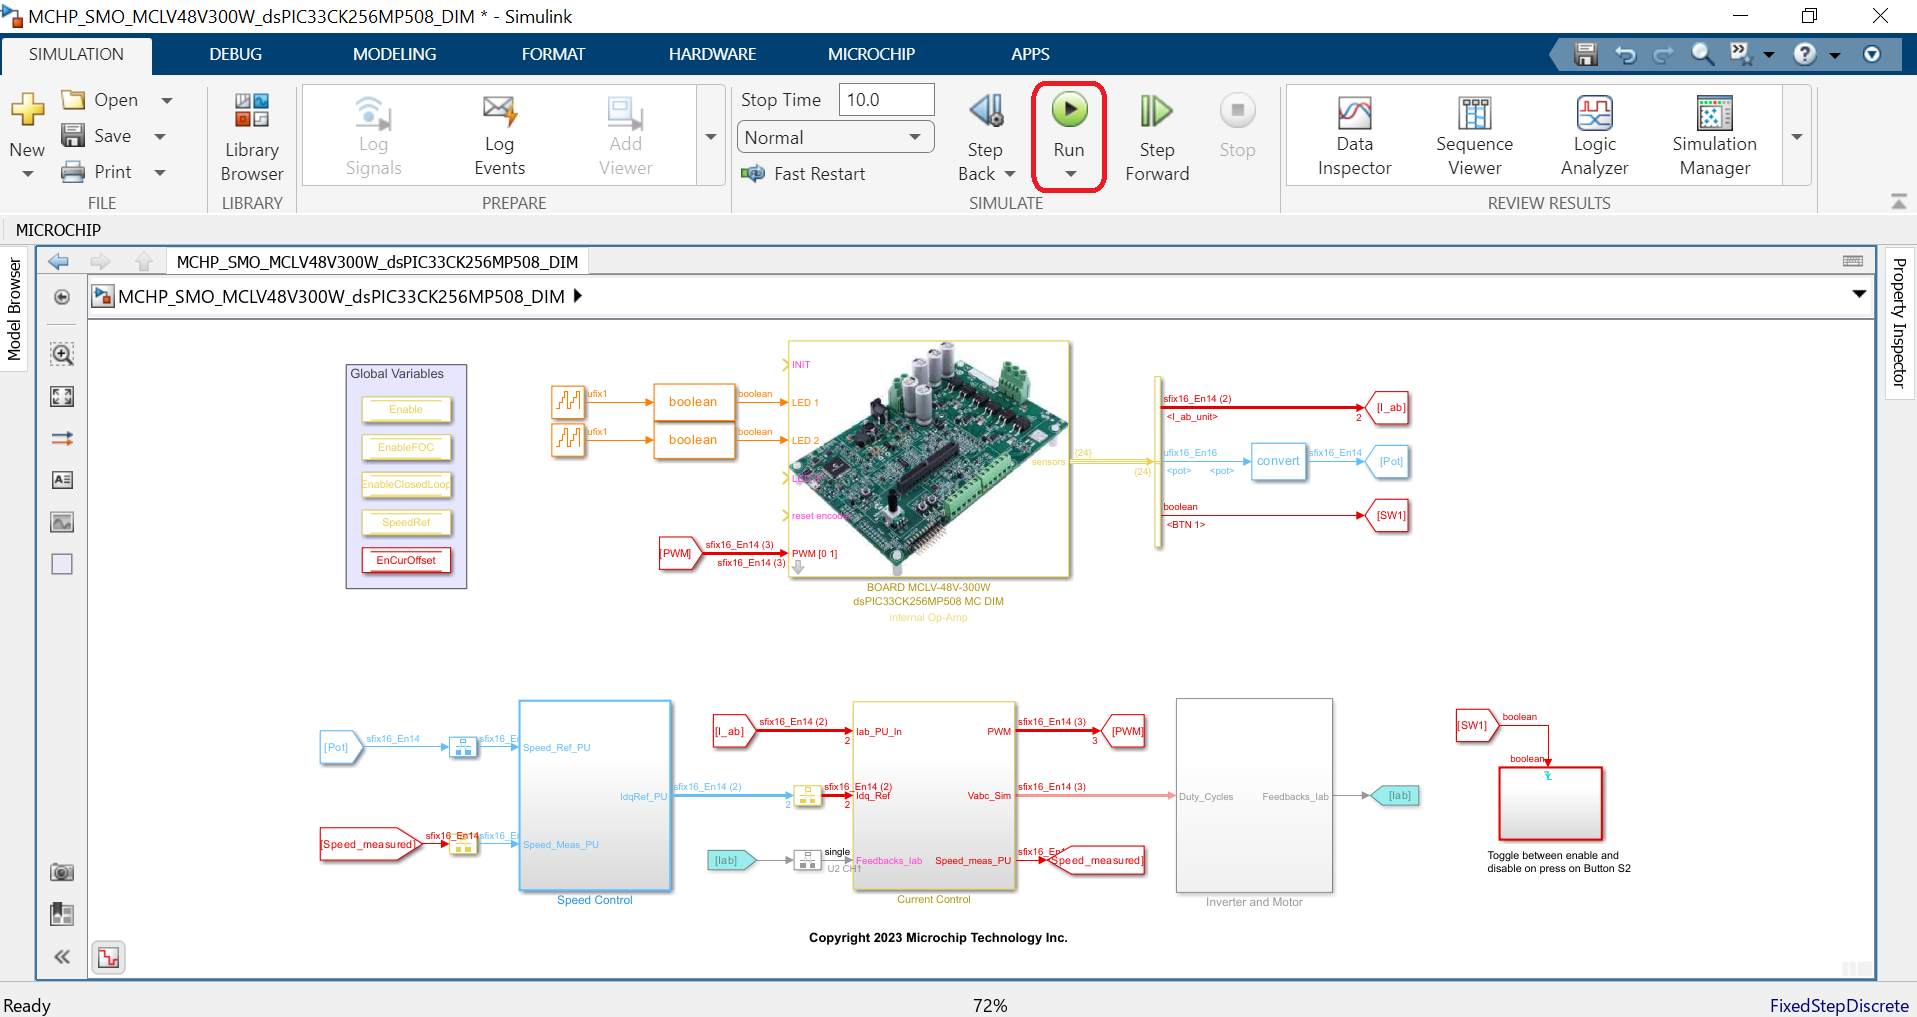 MCHP_SMO_MCLV48V300W_dsPIC33CK256MP508_DIM * - Simulink
SIMULATION
DEBUG
MODELING
FORMAT
HARDWARE
MICROCHIP
APPS
New
Open
Save
Print
FILE
Library
Browser
LIBRARY
Log
Signals
Log
Events
Add
Viewer
PREPARE
Stop Time
10.0
Normal
Fast Restart
Step
Back
Run
Step
Forward
Stop
SIMULATE
Data
Inspector
Sequence
Viewer
Logic
Analyzer
Simulation
Manager
REVIEW RESULTS
MICROCHIP
Model Browser
Property Inspector
MCHP_SMO_MCLV48V300W_dsPIC33CK256MP508_DIM
MCHP_SMO_MCLV48V300W_dsPIC33CK256MP508_DIM
Global Variables
Enable
EnableFOC
EnableClosedLoop
SpeedRef
EnCurOffset
ufix1
boolean
boolean
ufix1
boolean
boolean
INIT
LED 1
LED 2
reset encoder
[PWM]
sfix16_En14 (3)
sfix16_En14 (3)
PWM [0 1]
sensors
(24)
(24)
BOARD MCLV-48V-300W
dsPIC33CK256MP508 MC DIM
internal Op-Amp
sfix16_En14 (2)
<I_ab_unit>
2
[I_ab]
ufix16_En16
<pot>
<pot>
convert
sfix16_En14
[Pot]
boolean
<BTN 1>
[SW1]
[Pot]
sfix16_En14
sfix16_E
Speed_Ref_PU
IdqRef_PU
[Speed_measured]
sfix16_En14
sfix16_E
Speed_Meas_PU
Speed Control
sfix16_En14 (2)
2
[I_ab]
sfix16_En14 (2)
2
Iab_PU_In
sfix16_En14 (2)
2
Idq_Ref
[Iab]
single
U2 CH1
Feedbacks_Iab
PWM
Vabc_Sim
Speed_meas_PU
Current Control
sfix16_En14 (3)
3
[PWM]
sfix16_En14 (3)
sfix16_E
[Speed_measured]
Duty_Cycles
Feedbacks_Iab
Inverter and Motor
[Iab]
[SW1]
boolean
boolean
Toggle between enable and
disable on press on Button S2
Copyright 2023 Microchip Technology Inc.
Ready
72%
FixedStepDiscrete